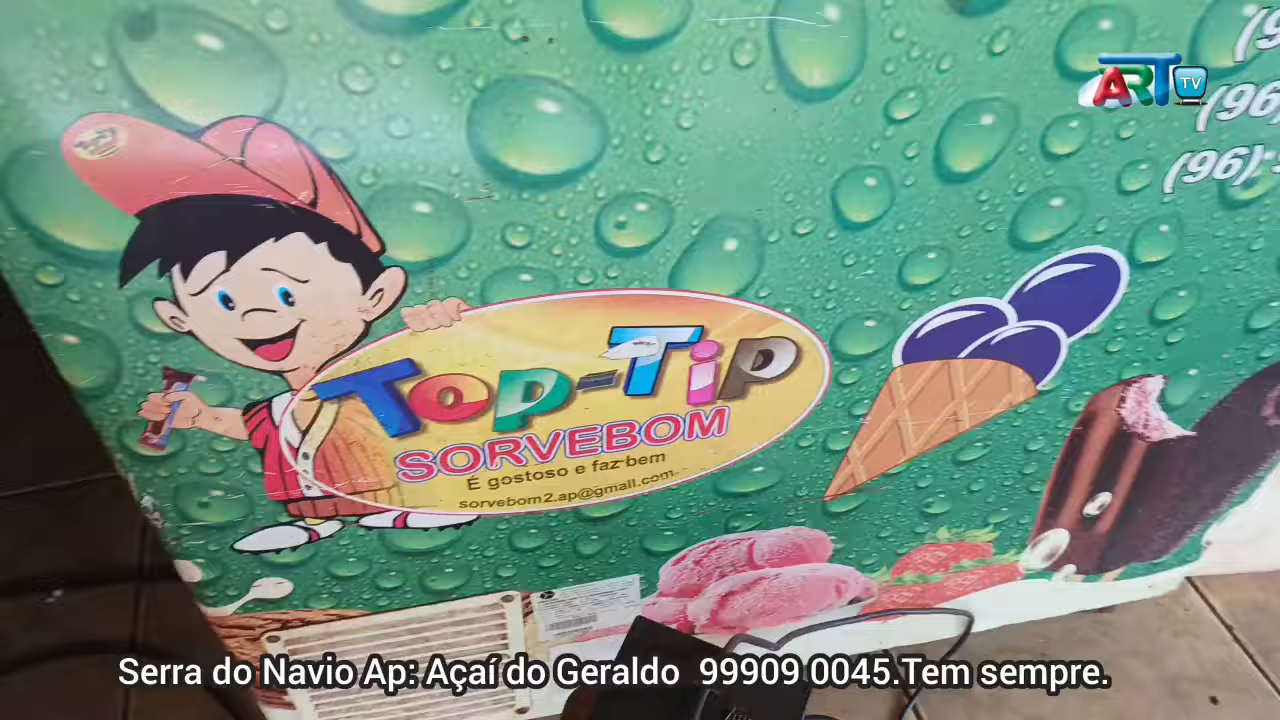 ART TV
(96
(96)
TOP-TIP
SORVEBOM
É gostoso e faz bem
sorvebom2.ap@gmail.com
Serra do Navio Ap: Açaí do Geraldo 99909 0045.Tem sempre.